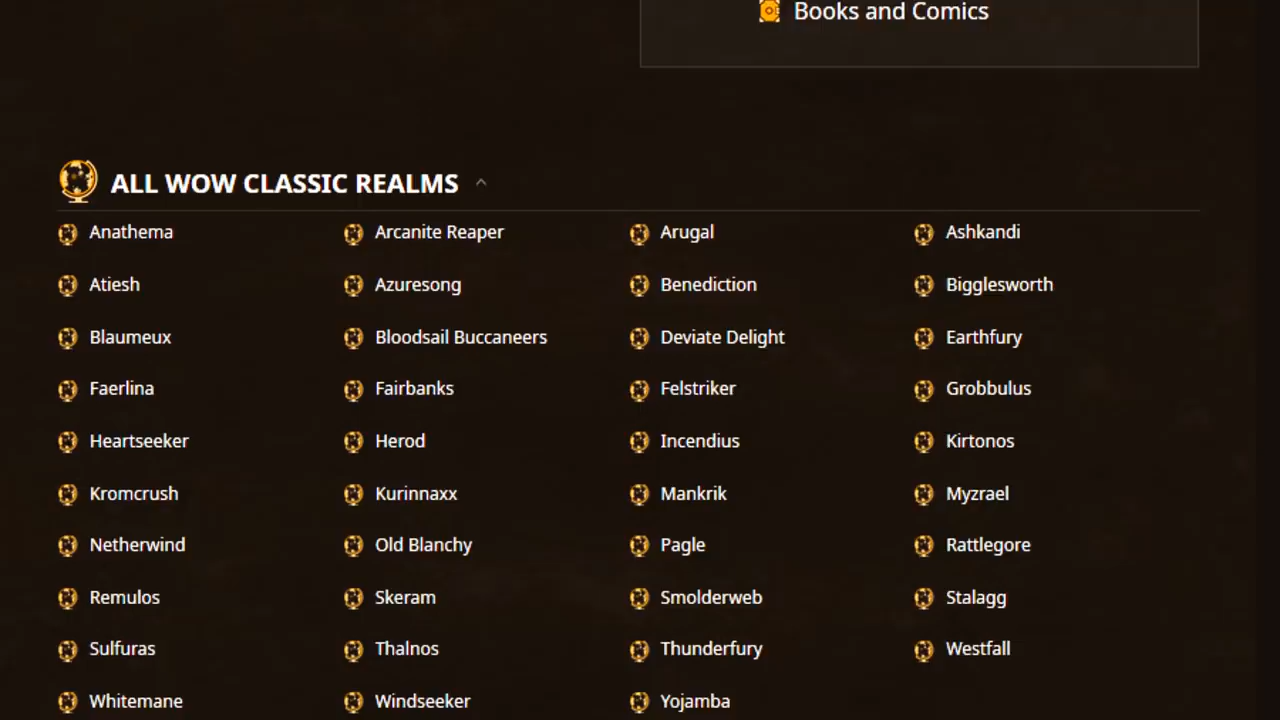 Books and Comics
ALL WOW CLASSIC REALMS
Anathema Arcanite Reaper Arugal Ashkandi
Atiesh Azuresong Benediction Bigglesworth
Blaumeux Bloodsail Buccaneers Deviate Delight Earthfury
Faerlina Fairbanks Felstriker Grobbulus
Heartseeker Herod Incendius Kirtonos
Kromcrush Kurinnaxx Mankrik Myzrael
Netherwind Old Blanchy Pagle Rattlegore
Remulos Skeram Smolderweb Stalagg
Sulfuras Thalnos Thunderfury Westfall
Whitemane Windseeker Yojamba